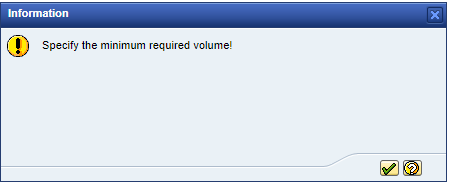 Information
Specify the minimum required volume!